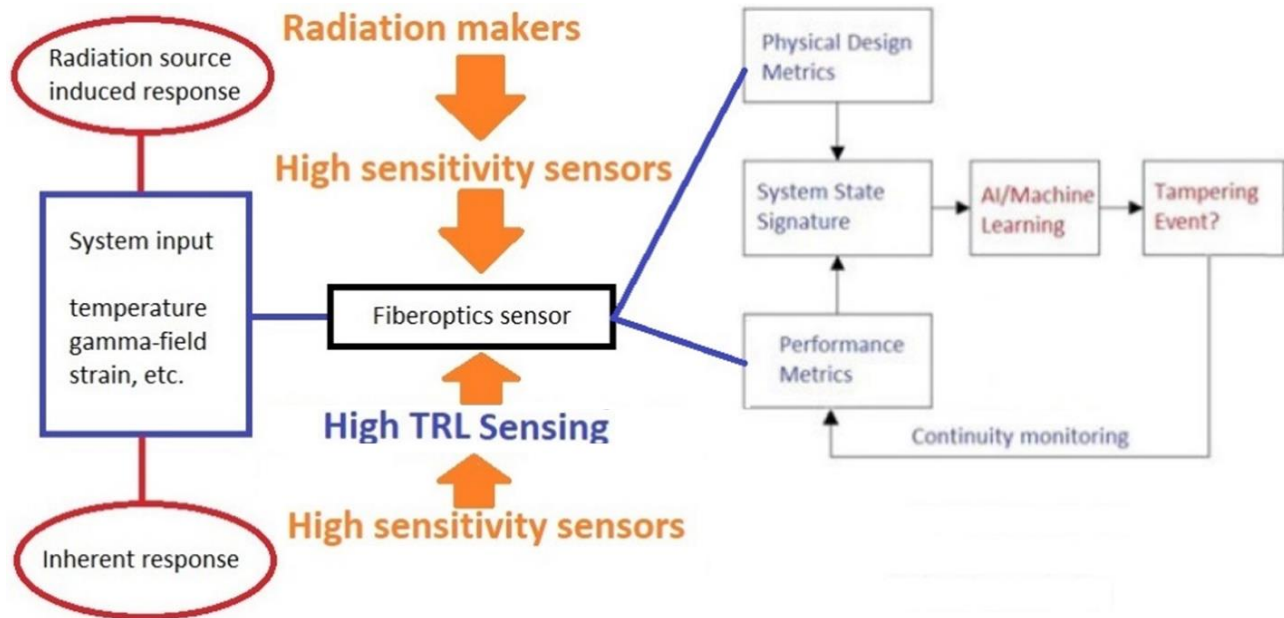 Radiation source
induced response
System input
temperature
gamma-field
strain, etc.
Inherent response
Radiation makers
High sensitivity sensors
Fiberoptics sensor
High TRL Sensing
High sensitivity sensors
Physical Design
Metrics
System State
Signature
AI/Machine
Learning
Tampering
Event?
Performance
Metrics
Continuity monitoring